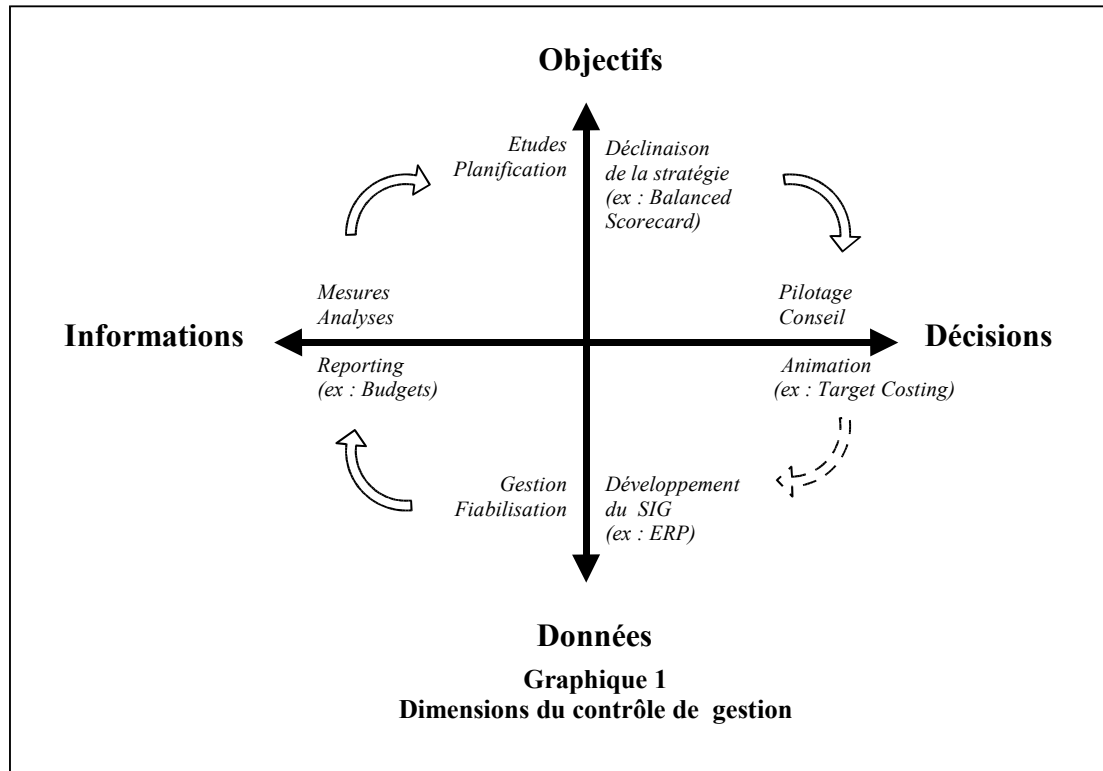 Objectifs
Etudes
Planification
Déclinaison
de la stratégie
(ex : Balanced
Scorecard)
Mesures
Analyses
Pilotage
Conseil
Informations
Décisions
Reporting
(ex : Budgets)
Animation
(ex : Target Costing)
Gestion
Fiabilisation
Développement
du SIG
(ex : ERP)
Données
Graphique 1
Dimensions du contrôle de gestion